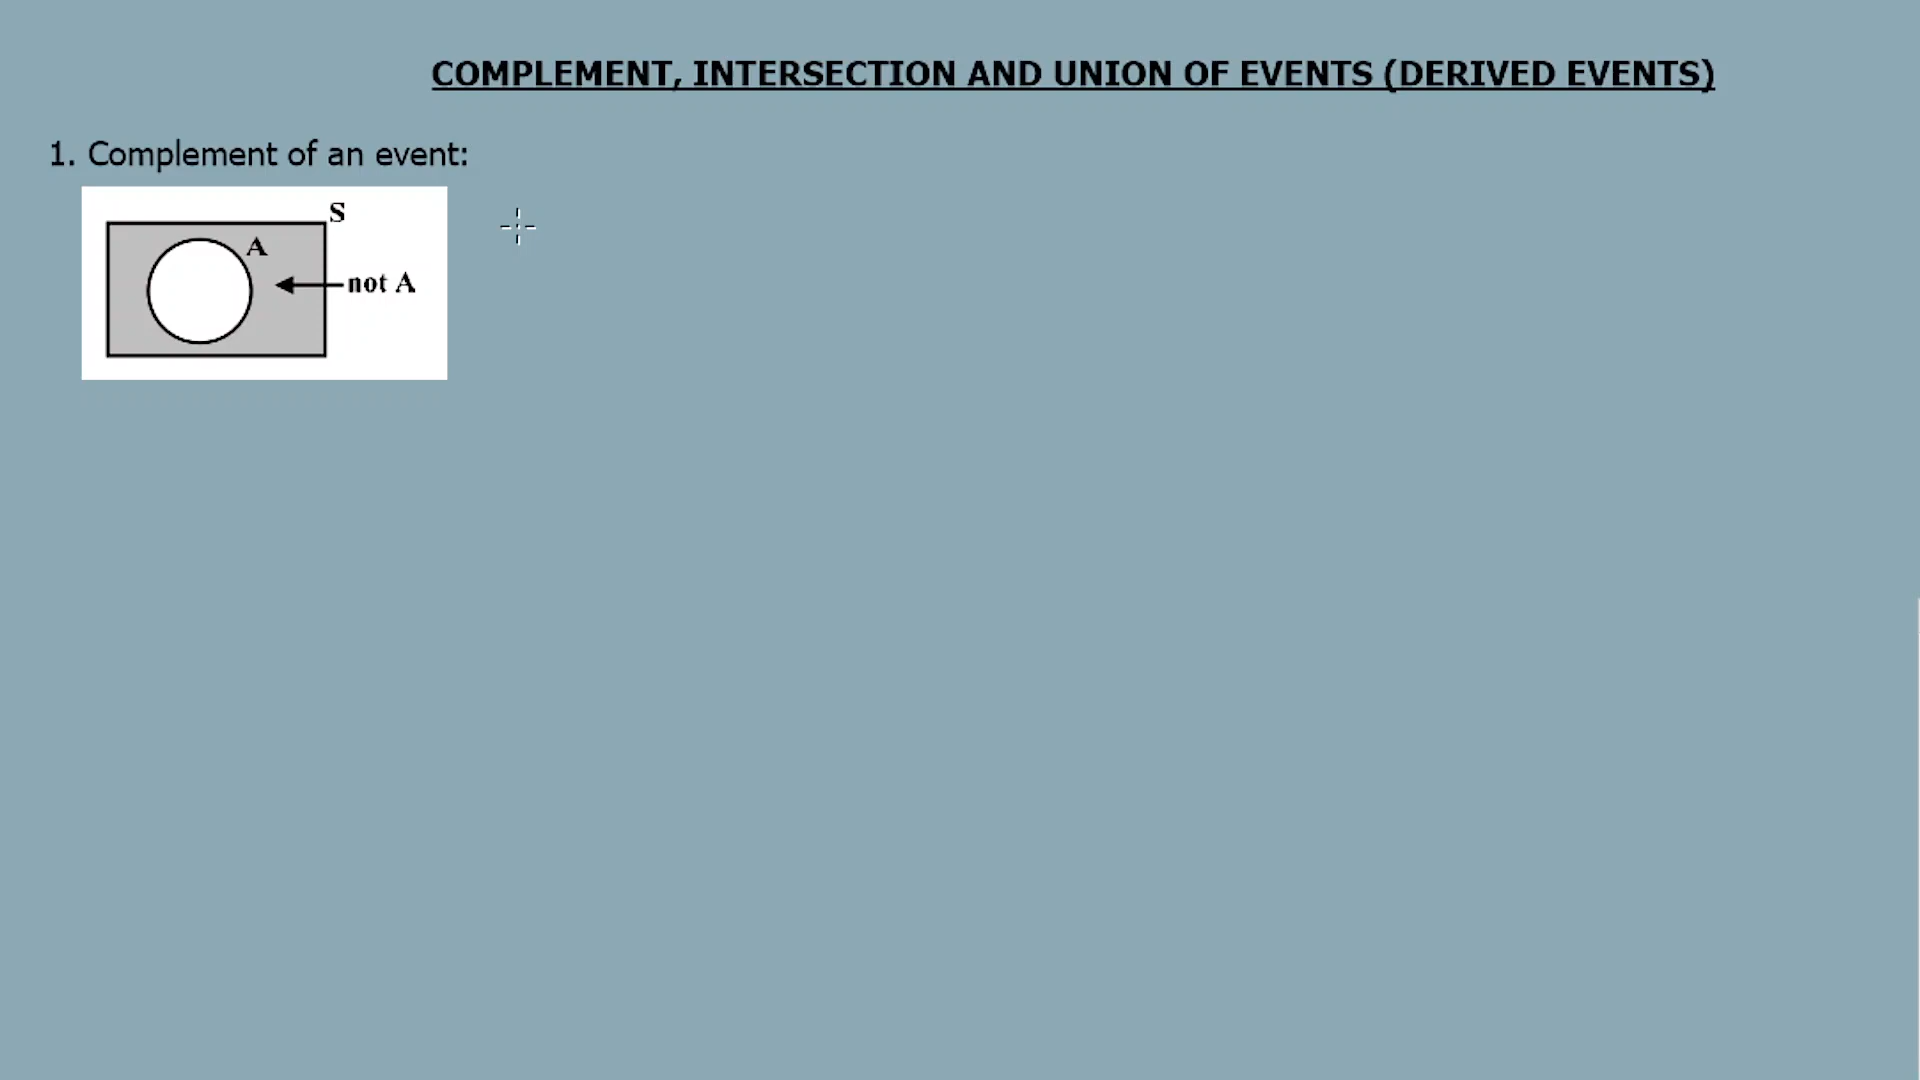 COMPLEMENT, INTERSECTION AND UNION OF EVENTS (DERIVED EVENTS)
1. Complement of an event:
S
A
not A